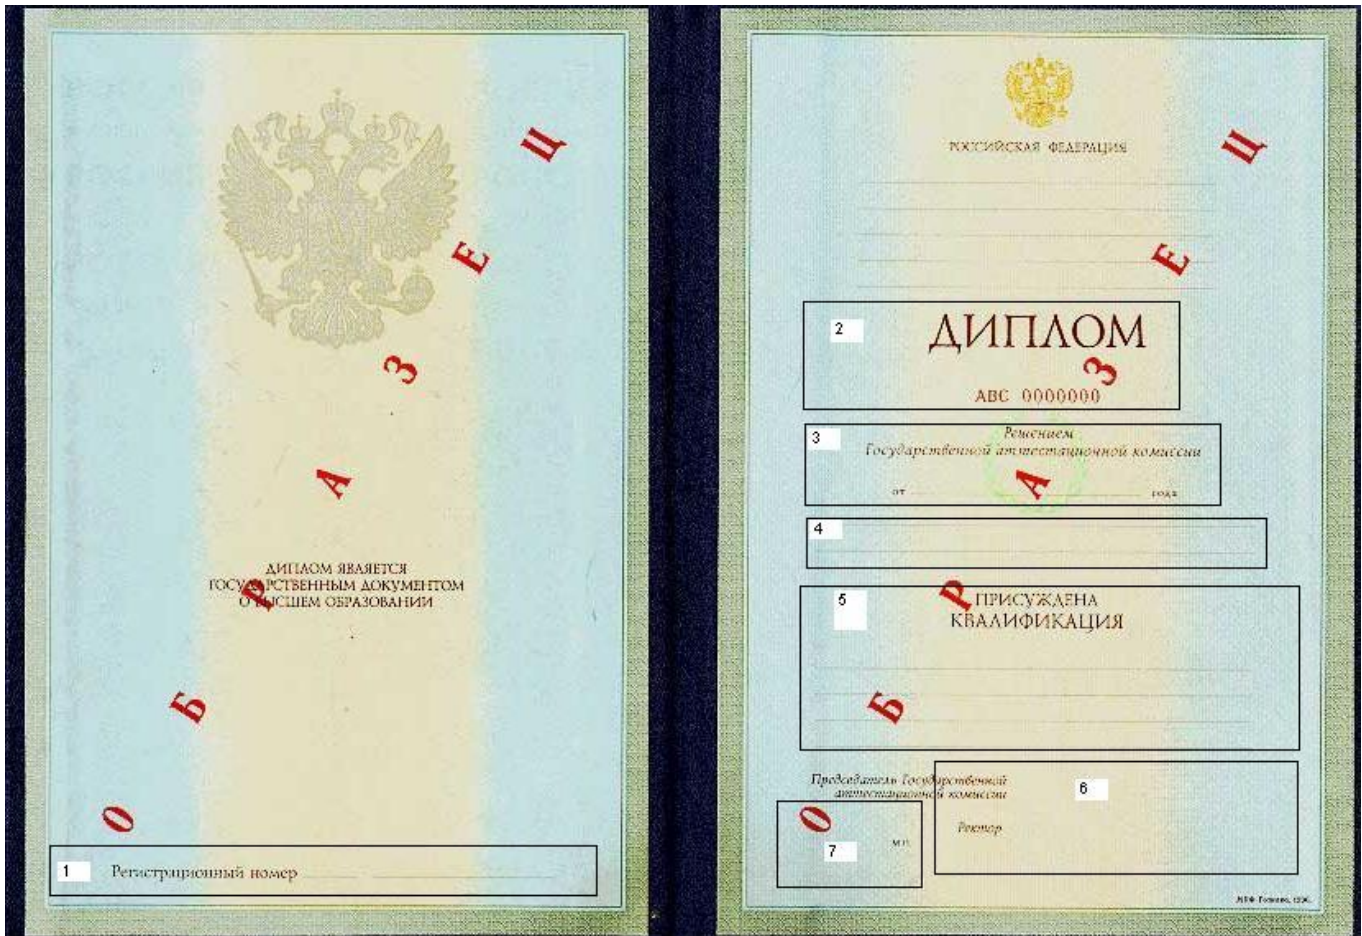 ДИПЛОМ ЯВЛЯЕТСЯ
ГОСУДАРСТВЕННЫМ ДОКУМЕНТОМ
О ВЫСШЕМ ОБРАЗОВАНИИ
1 Регистрационный номер
ОБРАЗЕЦ
РОССИЙСКАЯ ФЕДЕРАЦИЯ
2 ДИПЛОМ
АВС 0000000
3 Решением
Государственной аттестационной комиссии
от года
4
5 ПРИСУЖДЕНА
КВАЛИФИКАЦИЯ
Председатель Государственной
аттестационной комиссии
6
Ректор
7 М.П.
ОБРАЗЕЦ